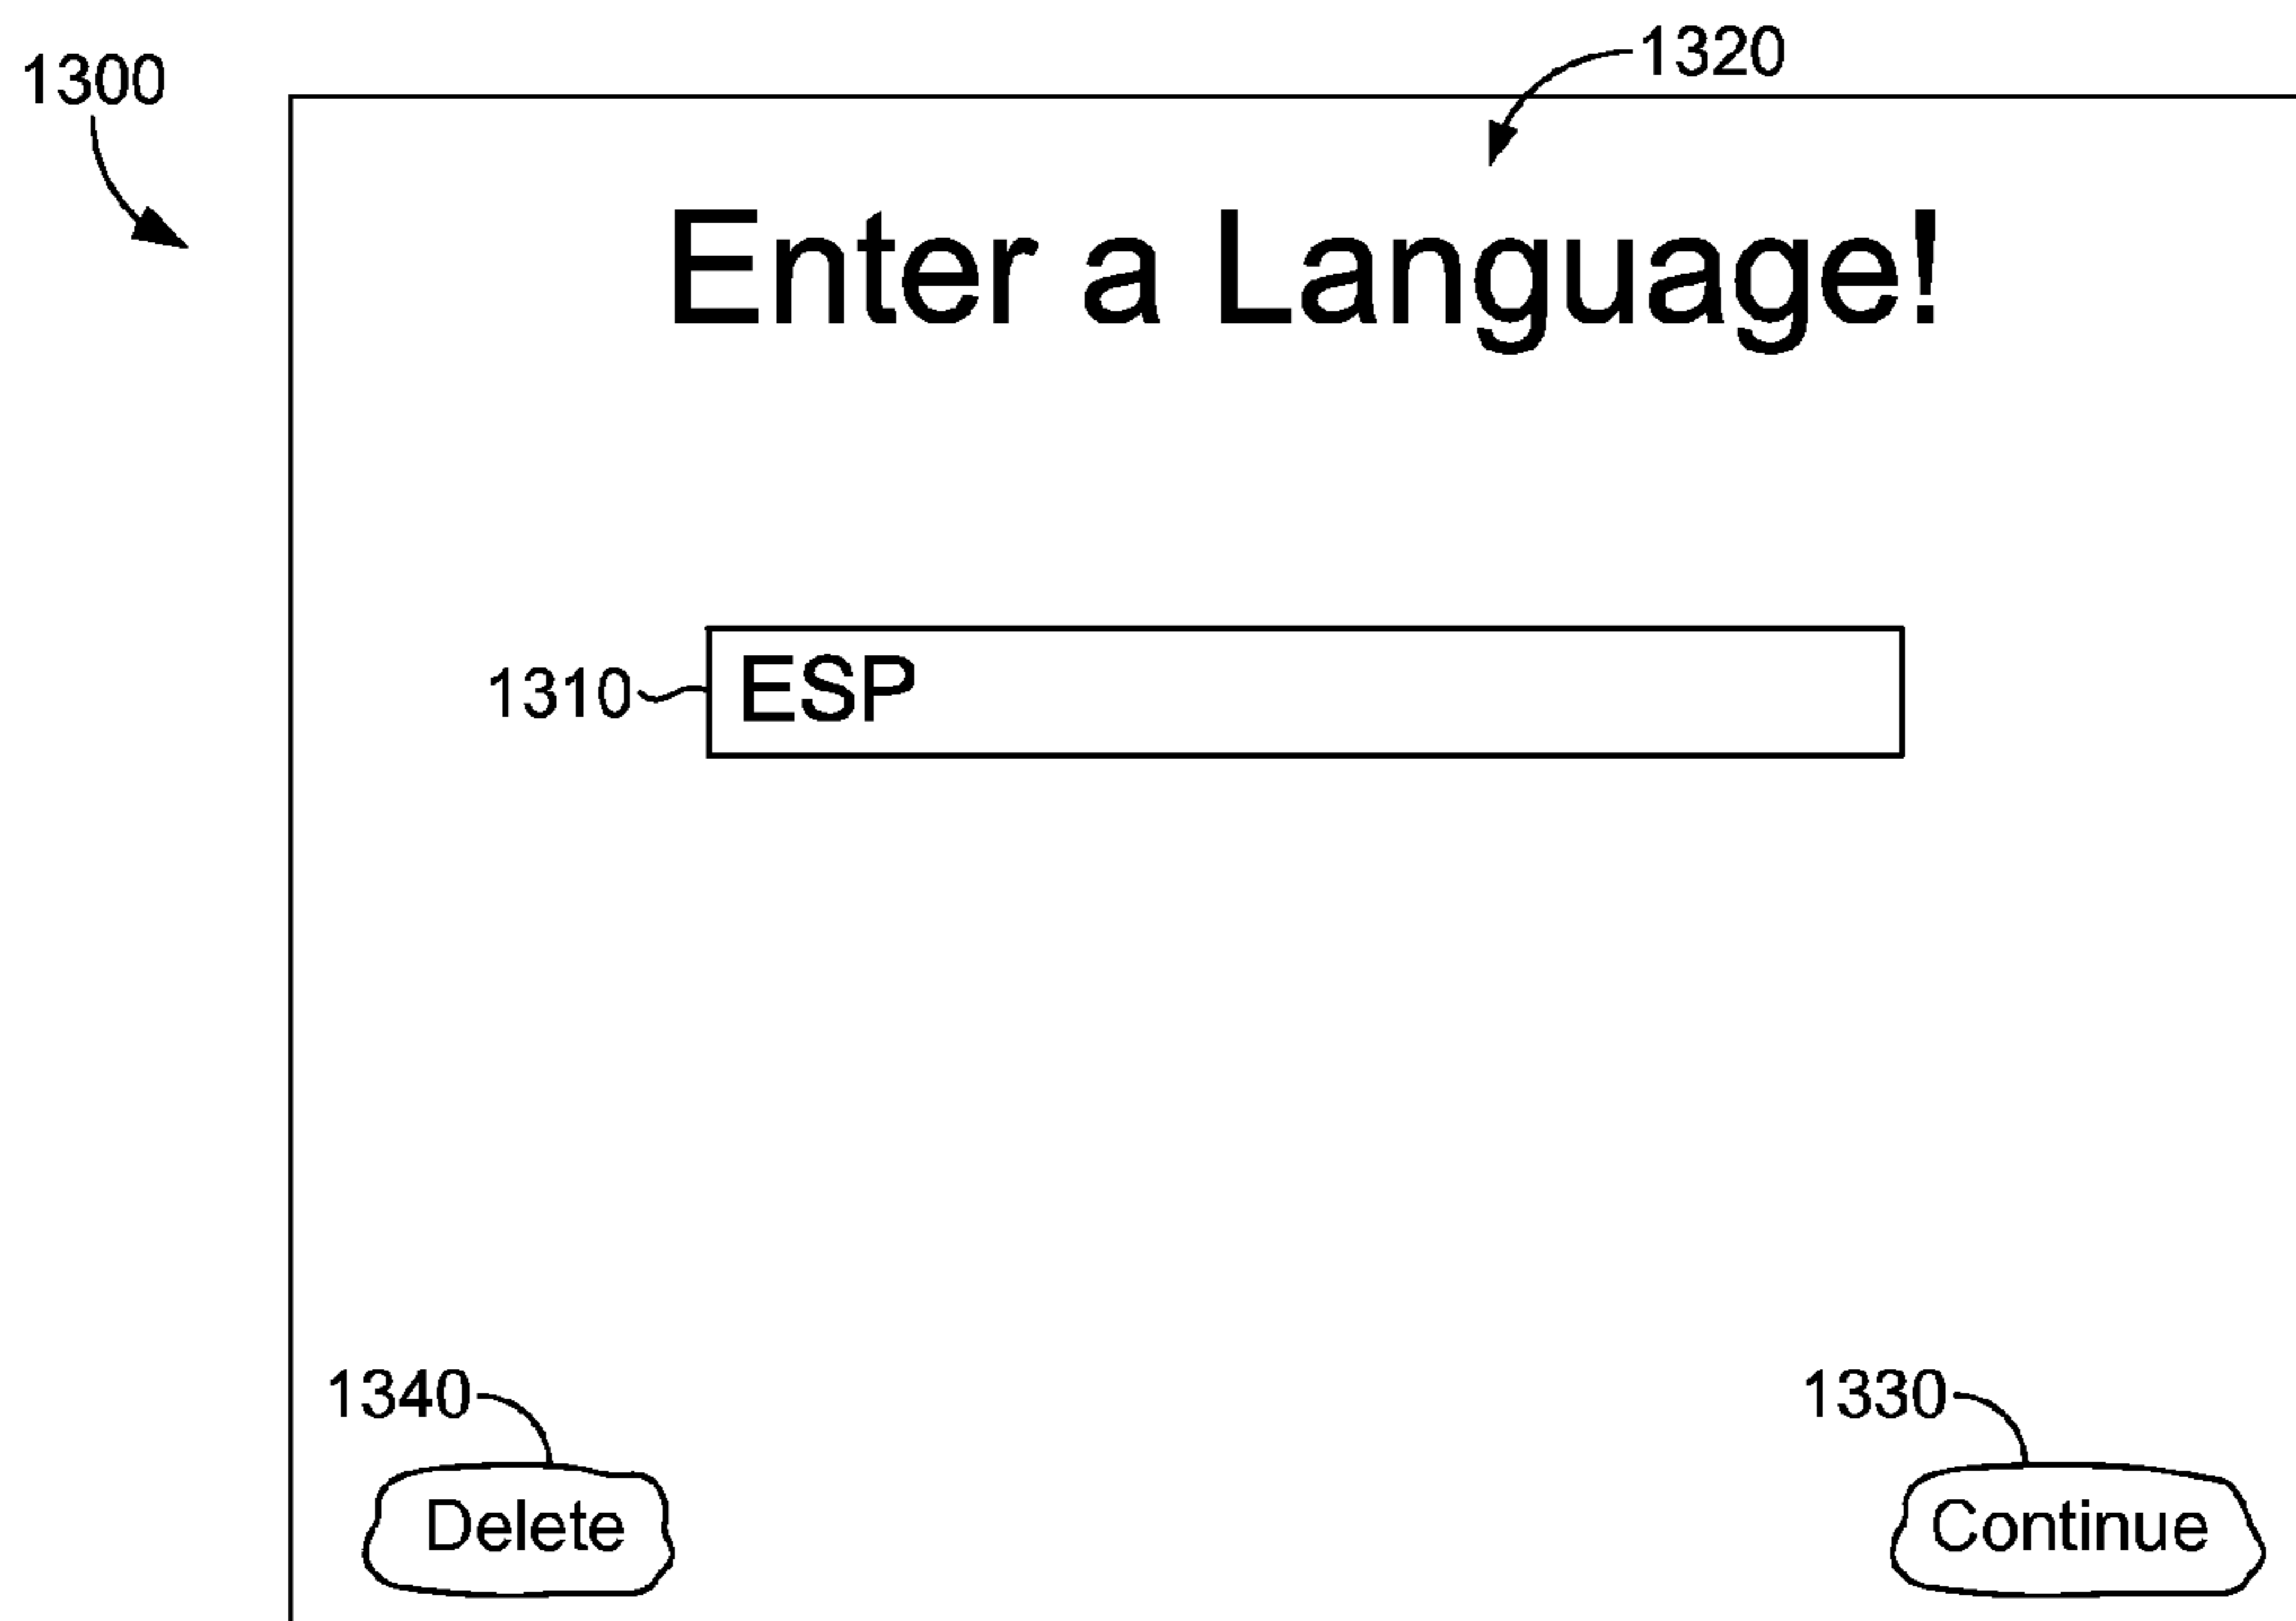 1320
1300
Enter a Language!
1310 ESP
1340 1330
Delete Continue